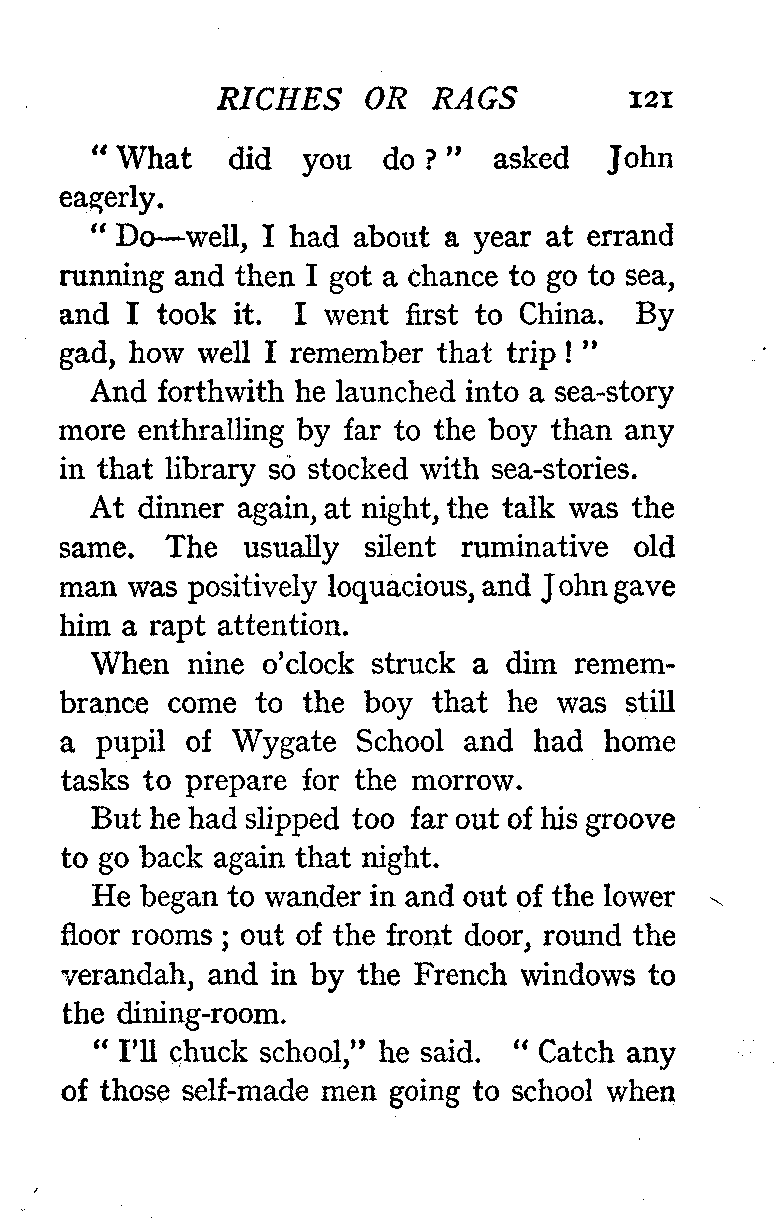 RICHES OR RAGS 121
“ What did you do ? ” asked John
eagerly.
“ Do—well, I had about a year at errand
running and then I got a chance to go to sea,
and I took it. I went first to China. By
gad, how well I remember that trip ! ”
And forthwith he launched into a sea-story
more enthralling by far to the boy than any
in that library so stocked with sea-stories.
At dinner again, at night, the talk was the
same. The usually silent ruminative old
man was positively loquacious, and John gave
him a rapt attention.
When nine o’clock struck a dim remem-
brance come to the boy that he was still
a pupil of Wygate School and had home
tasks to prepare for the morrow.
But he had slipped too far out of his groove
to go back again that night.
He began to wander in and out of the lower
floor rooms ; out of the front door, round the
verandah, and in by the French windows to
the dining-room.
“ I’ll chuck school,” he said. “ Catch any
of those self-made men going to school when